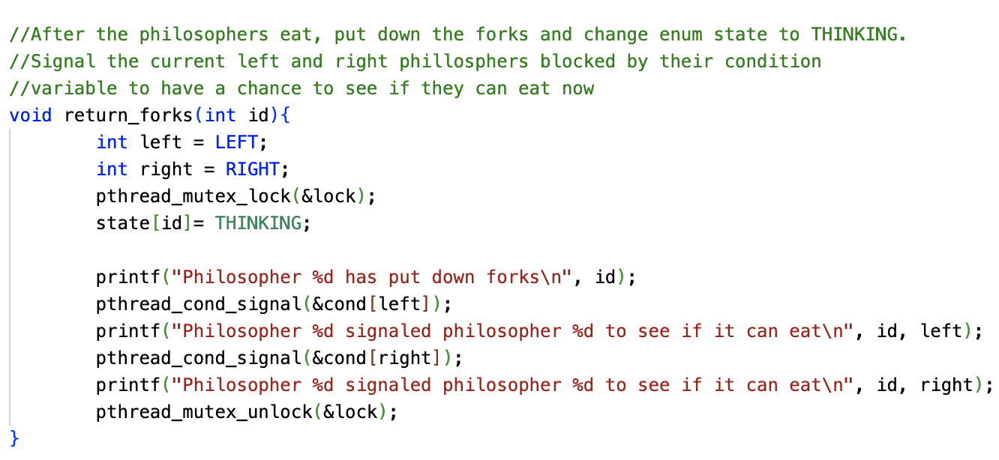 //After the philosophers eat, put down the forks and change enum state to THINKING.
//Signal the current left and right phillosphers blocked by their condition
//variable to have a chance to see if they can eat now
void return_forks(int id){
        int left = LEFT;
        int right = RIGHT;
        pthread_mutex_lock(&lock);
        state[id]= THINKING;

        printf("Philosopher %d has put down forks\n", id);
        pthread_cond_signal(&cond[left]);
        printf("Philosopher %d signaled philosopher %d to see if it can eat\n", id, left);
        pthread_cond_signal(&cond[right]);
        printf("Philosopher %d signaled philosopher %d to see if it can eat\n", id, right);
        pthread_mutex_unlock(&lock);
}